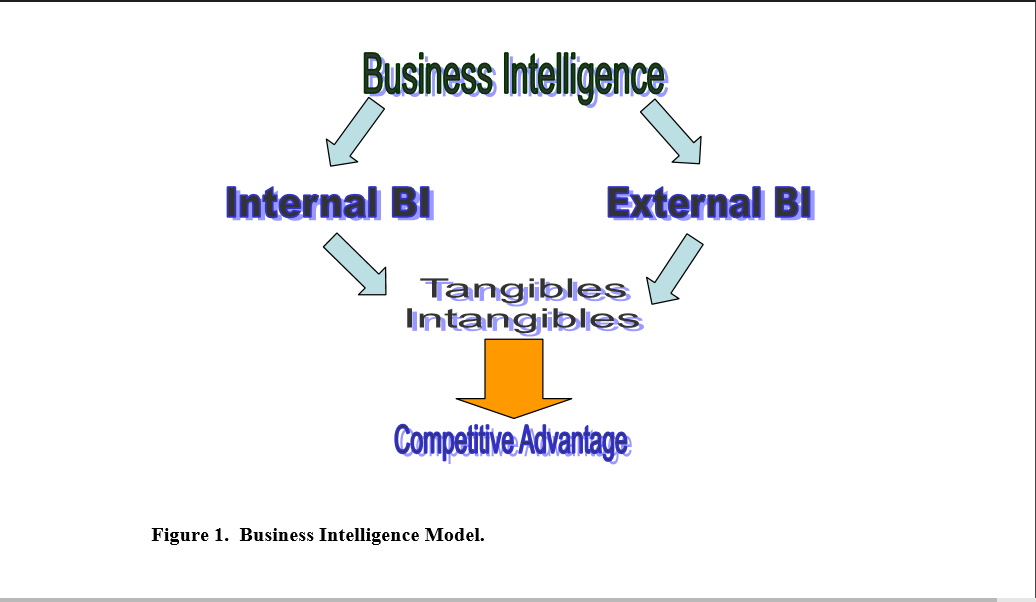 Business Intelligence
Internal BI
External BI
Tangibles
Intangibles
Competitive Advantage
Figure 1. Business Intelligence Model.